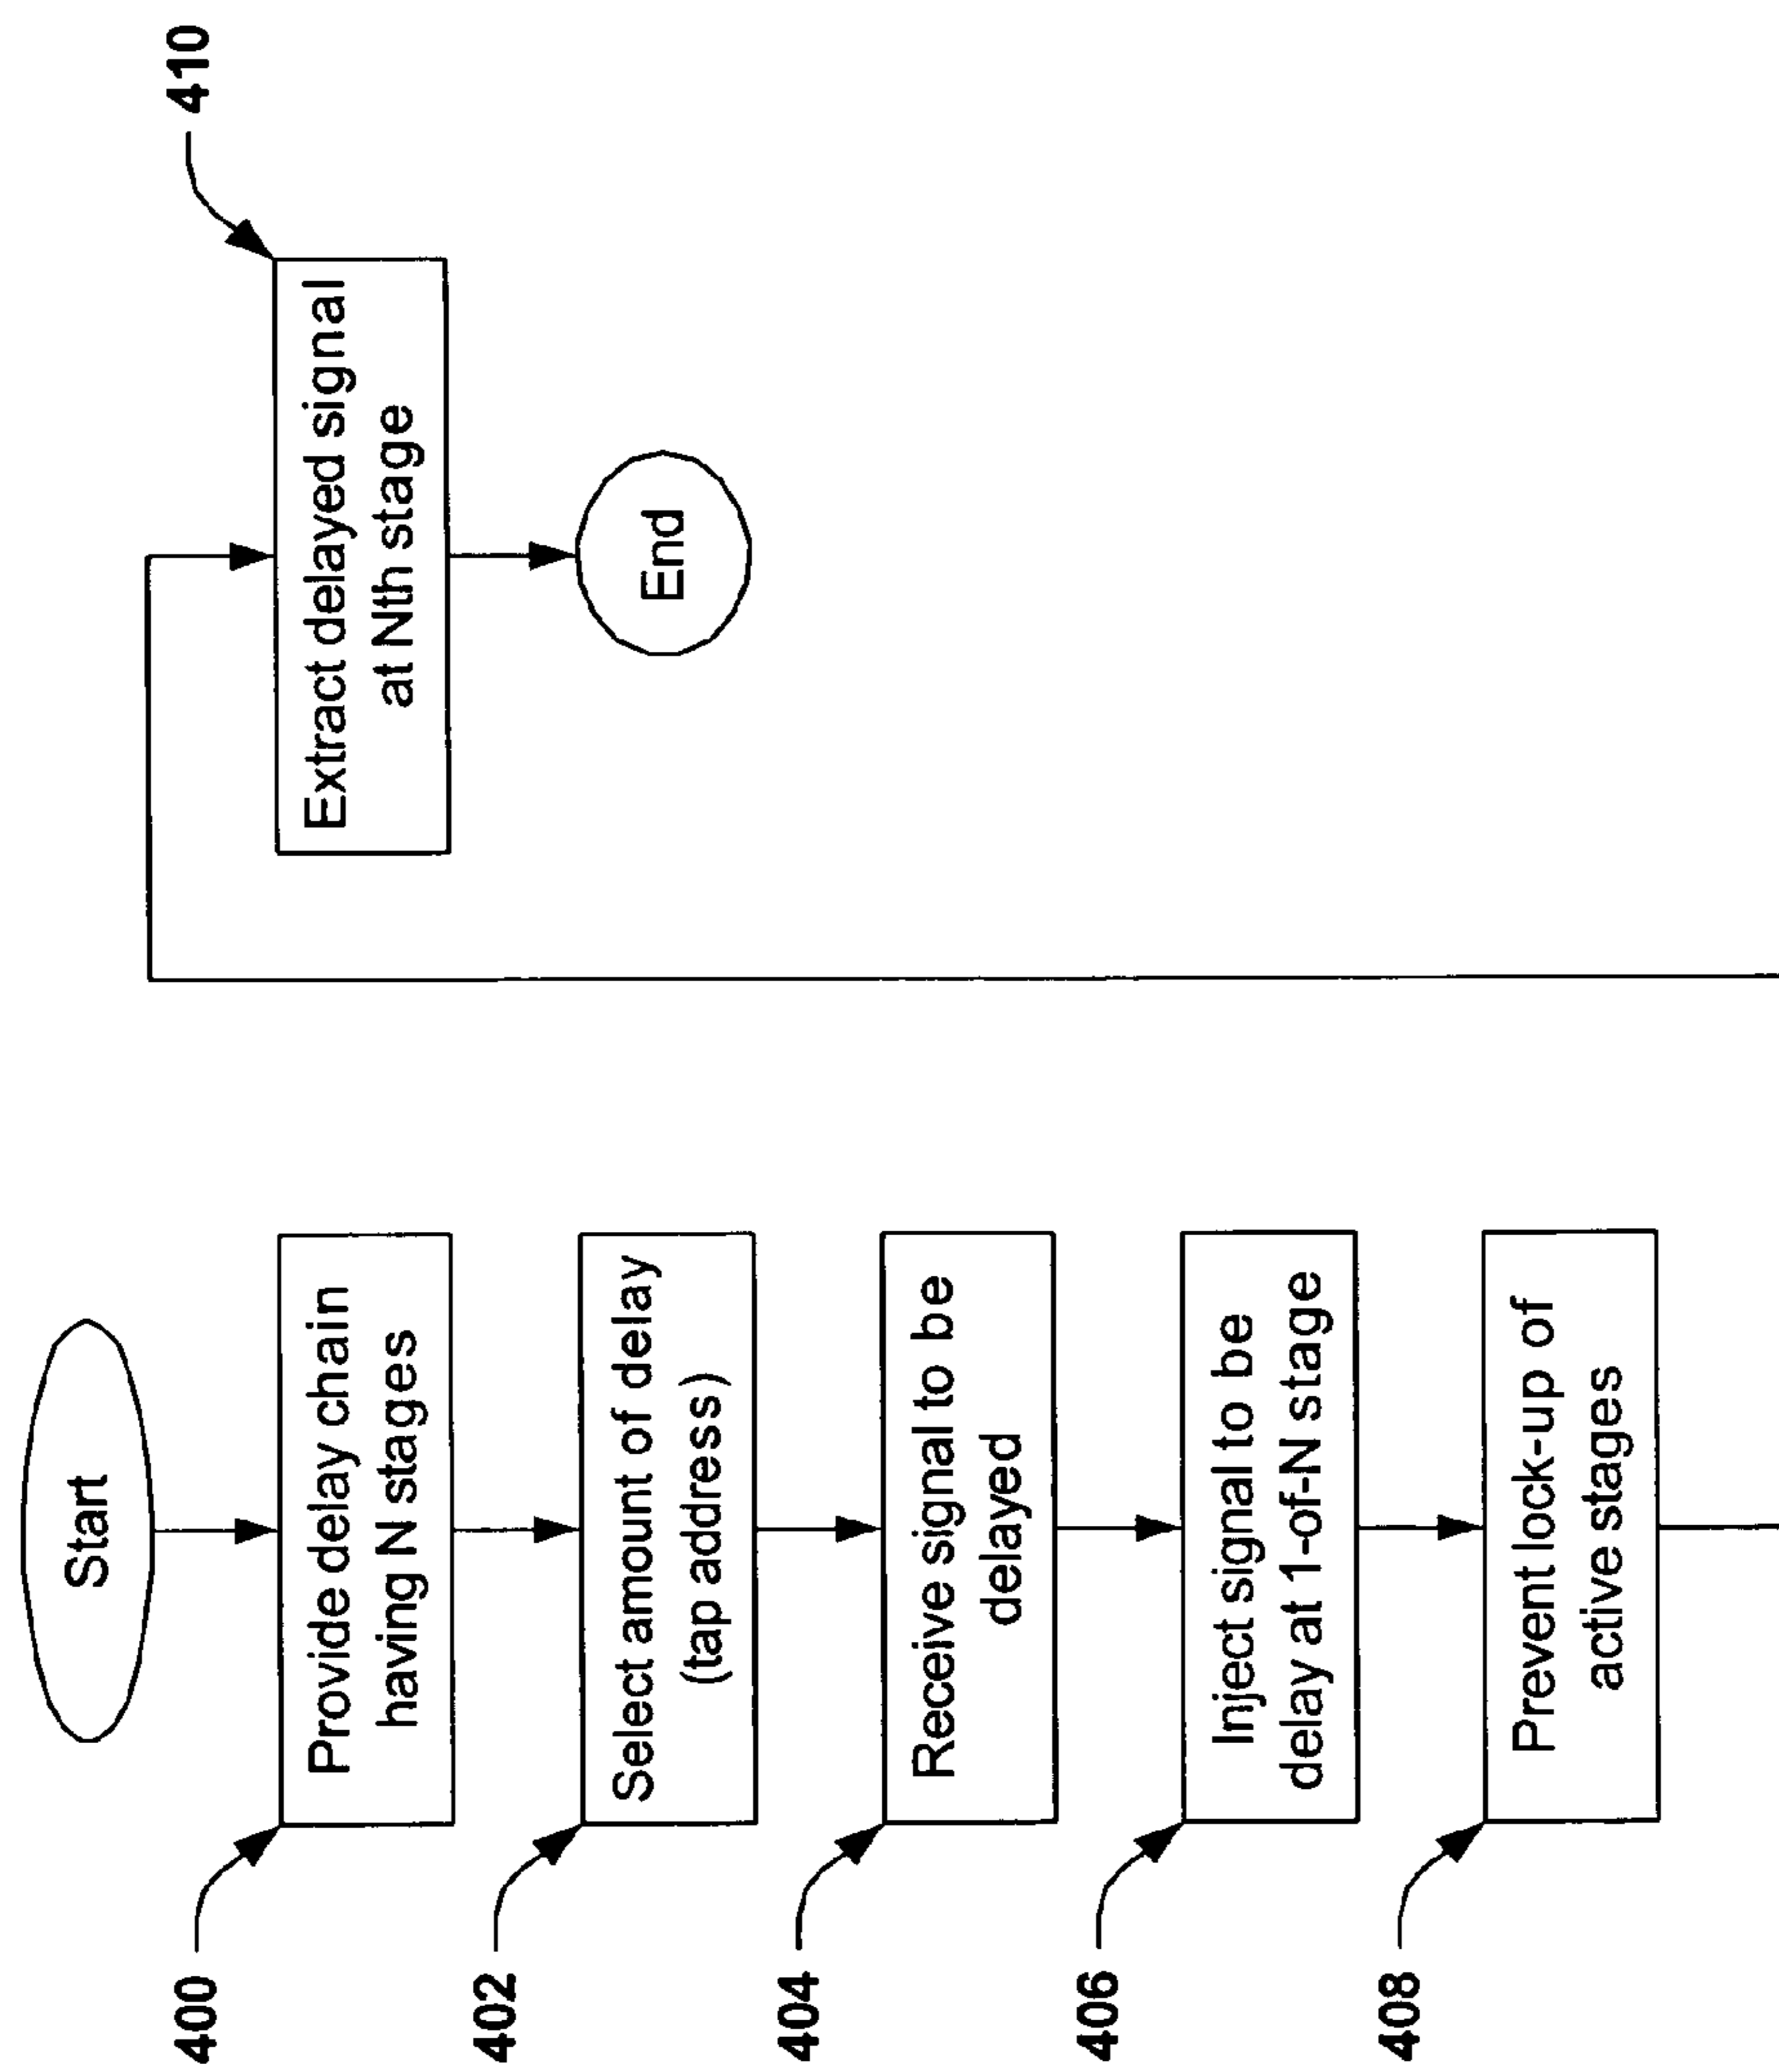 Start
400
Provide delay chain
having N stages
402
Select amount of delay
(tap address)
404
Receive signal to be
delayed
406
Inject signal to be
delay at 1-of-N stage
408
Prevent lock-up of
active stages
410
Extract delayed signal
at Nth stage
End